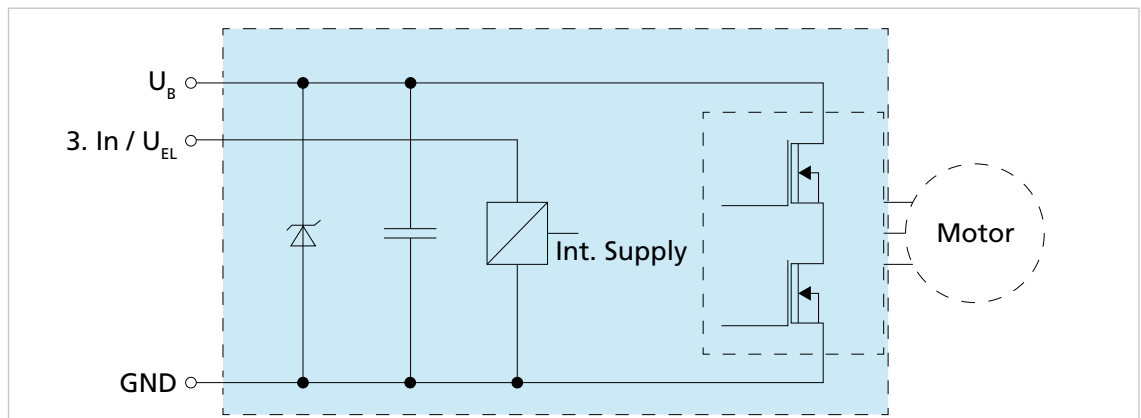 U_B
3. In / U_EL
Int. Supply
Motor
GND